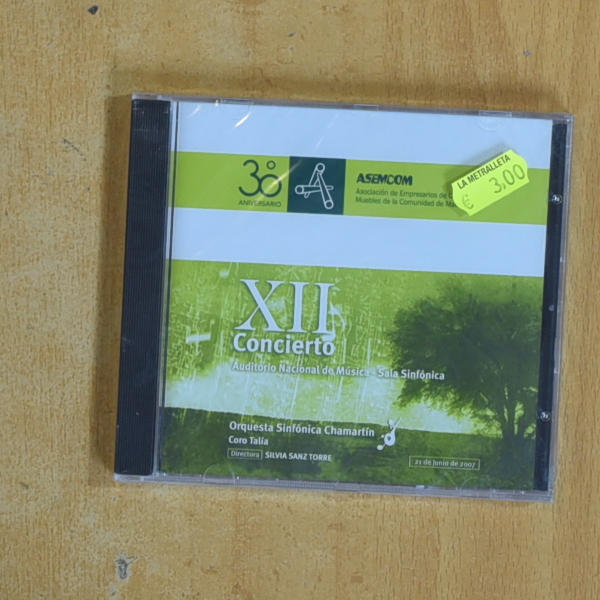 30º
ANIVERSARIO
ASEMCOM
Asociación de Empresarios de
Muebles de la Comunidad de
LA METRALLETA
€ 3,00
XII
Concierto
Auditorio Nacional de Música - Sala Sinfónica
Orquesta Sinfónica Chamartín
Coro Talía
Directora SILVIA SANZ TORRE
21 de Junio de 2007